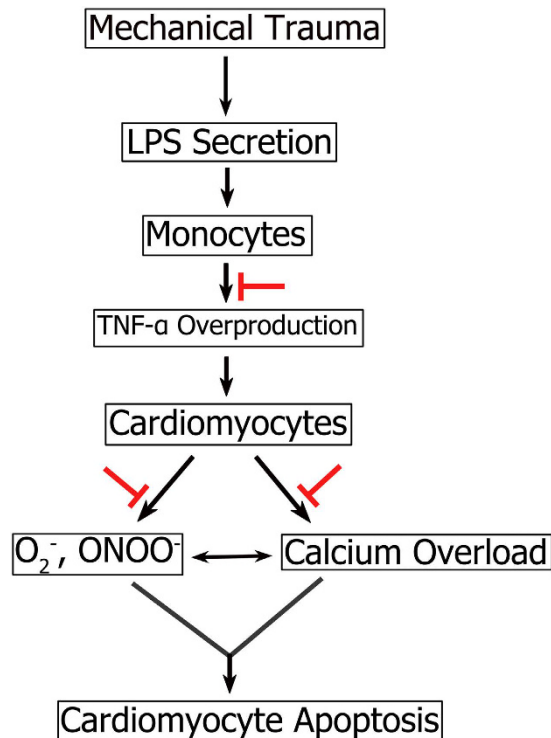 Mechanical Trauma
LPS Secretion
Monocytes
TNF-α Overproduction
Cardiomyocytes
O₂⁻, ONOO⁻
Calcium Overload
Cardiomyocyte Apoptosis